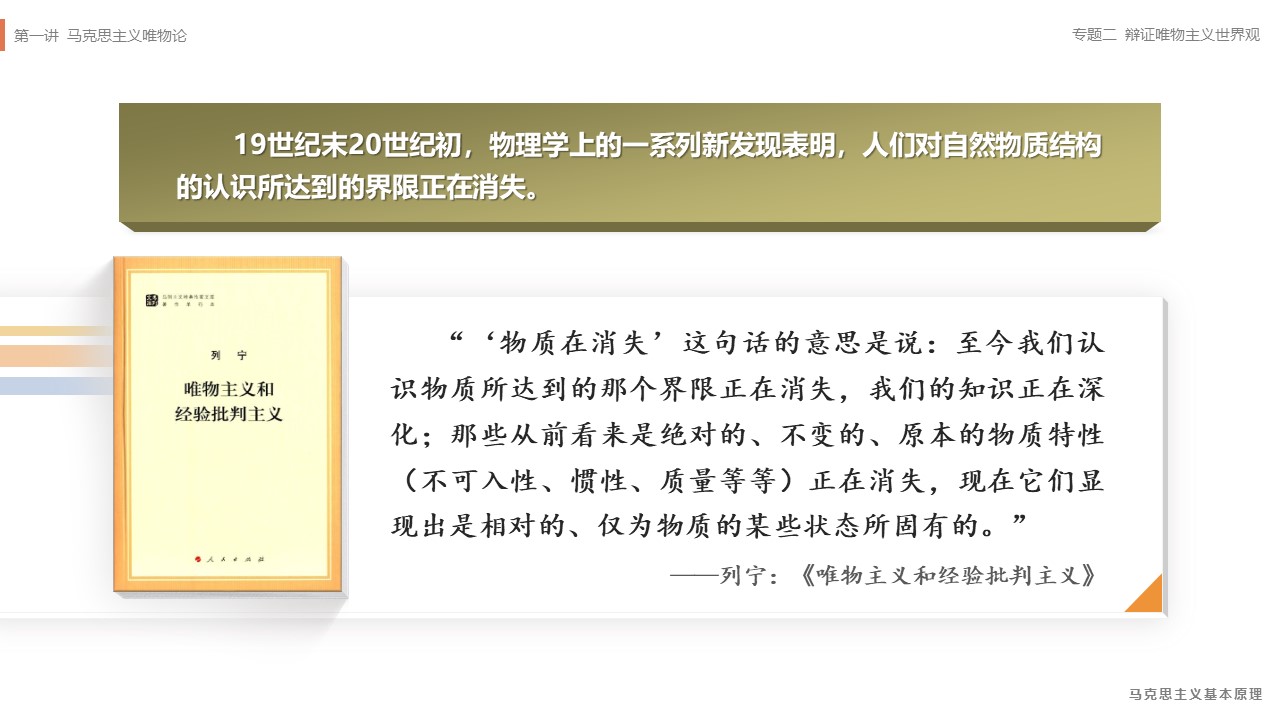 第一讲 马克思主义唯物论
专题二 辩证唯物主义世界观
19世纪末20世纪初，物理学上的一系列新发现表明，人们对自然物质结构
的认识所达到的界限正在消失。
列 宁
唯物主义和
经验批判主义
人民出版社
“‘物质在消失’这句话的意思是说：至今我们认
识物质所达到的那个界限正在消失，我们的知识正在深
化；那些从前看来是绝对的、不变的、原本的物质特性
（不可入性、惯性、质量等等）正在消失，现在它们显
现出是相对的、仅为物质的某些状态所固有的。”
——列宁：《唯物主义和经验批判主义》
马克思主义基本原理